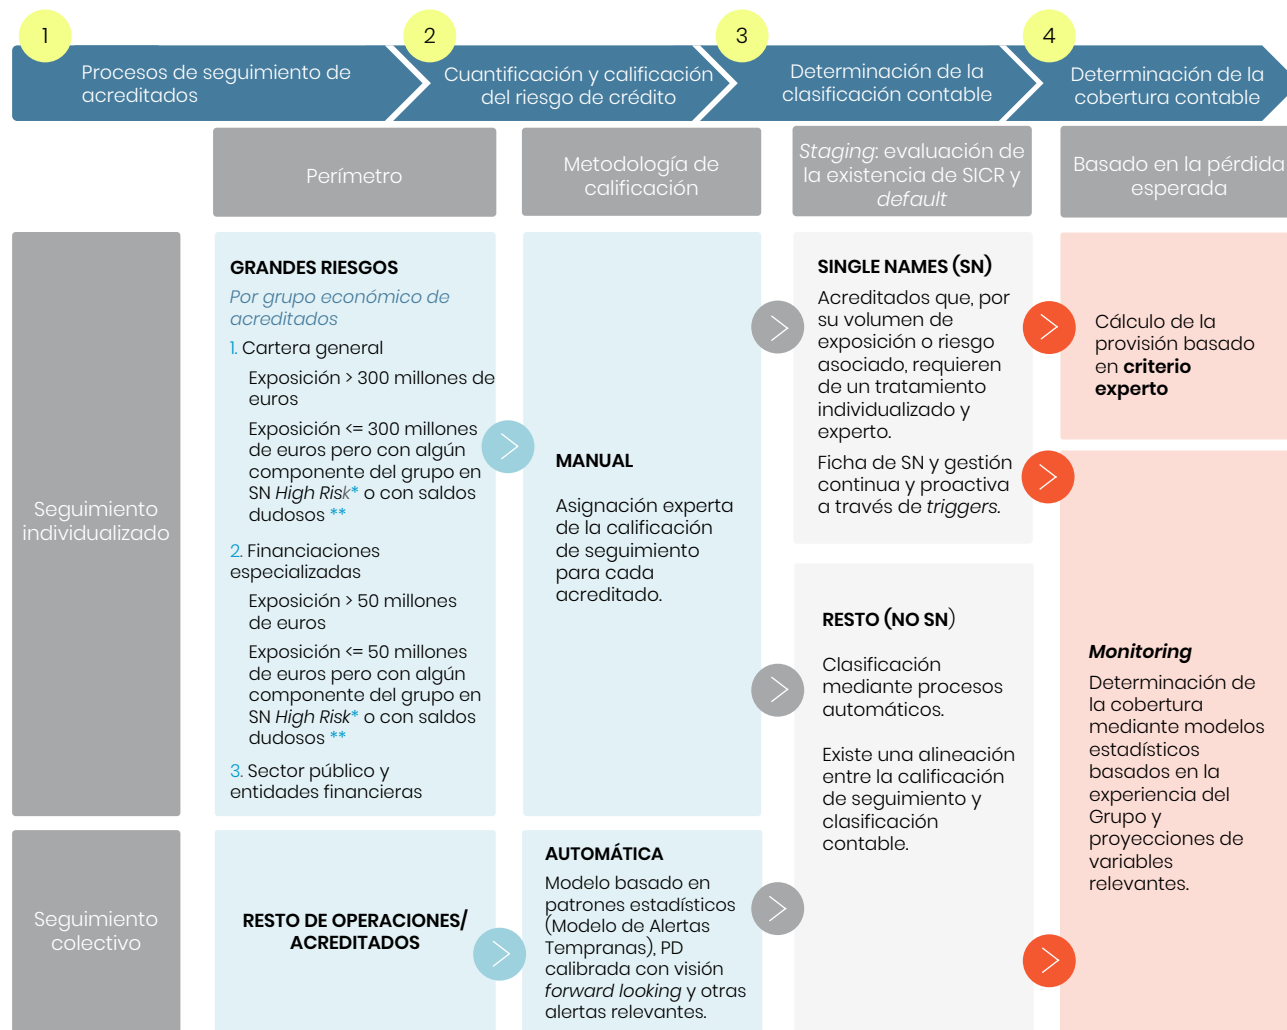 1
2
3
4
Procesos de seguimiento de
acreditados
Cuantificación y calificación
del riesgo de crédito
Determinación de la
clasificación contable
Determinación de la
cobertura contable
Perímetro
Metodología de
calificación
Staging: evaluación de
la existencia de SICR y
default
Basado en la pérdida
esperada
Seguimiento
individualizado
GRANDES RIESGOS
Por grupo económico de
acreditados
1. Cartera general
Exposición > 300 millones de
euros
Exposición <= 300 millones
de euros pero con algún
componente del grupo en
SN High Risk* o con saldos
dudosos **
2. Financiaciones
especializadas
Exposición > 50 millones
de euros
Exposición <= 50 millones
de euros pero con algún
componente del grupo en
SN High Risk* o con saldos
dudosos **
3. Sector público y
entidades financieras
MANUAL
Asignación experta
de la calificación
de seguimiento
para cada
acreditado.
SINGLE NAMES (SN)
Acreditados que, por
su volumen de
exposición o riesgo
asociado, requieren
de un tratamiento
individualizado y
experto.
Ficha de SN y gestión
continua y proactiva
a través de triggers.
Cálculo de la
provisión basado
en criterio
experto
RESTO (NO SN)
Clasificación
mediante procesos
automáticos.
Existe una alineación
entre la calificación
de seguimiento y
clasificación
contable.
Monitoring
Determinación de
la cobertura
mediante modelos
estadísticos
basados en la
experiencia del
Grupo y
proyecciones de
variables
relevantes.
Seguimiento
colectivo
RESTO DE OPERACIONES/
ACREDITADOS
AUTOMÁTICA
Modelo basado en
patrones estadísticos
(Modelo de Alertas
Tempranas), PD
calibrada con visión
forward looking y otras
alertas relevantes.